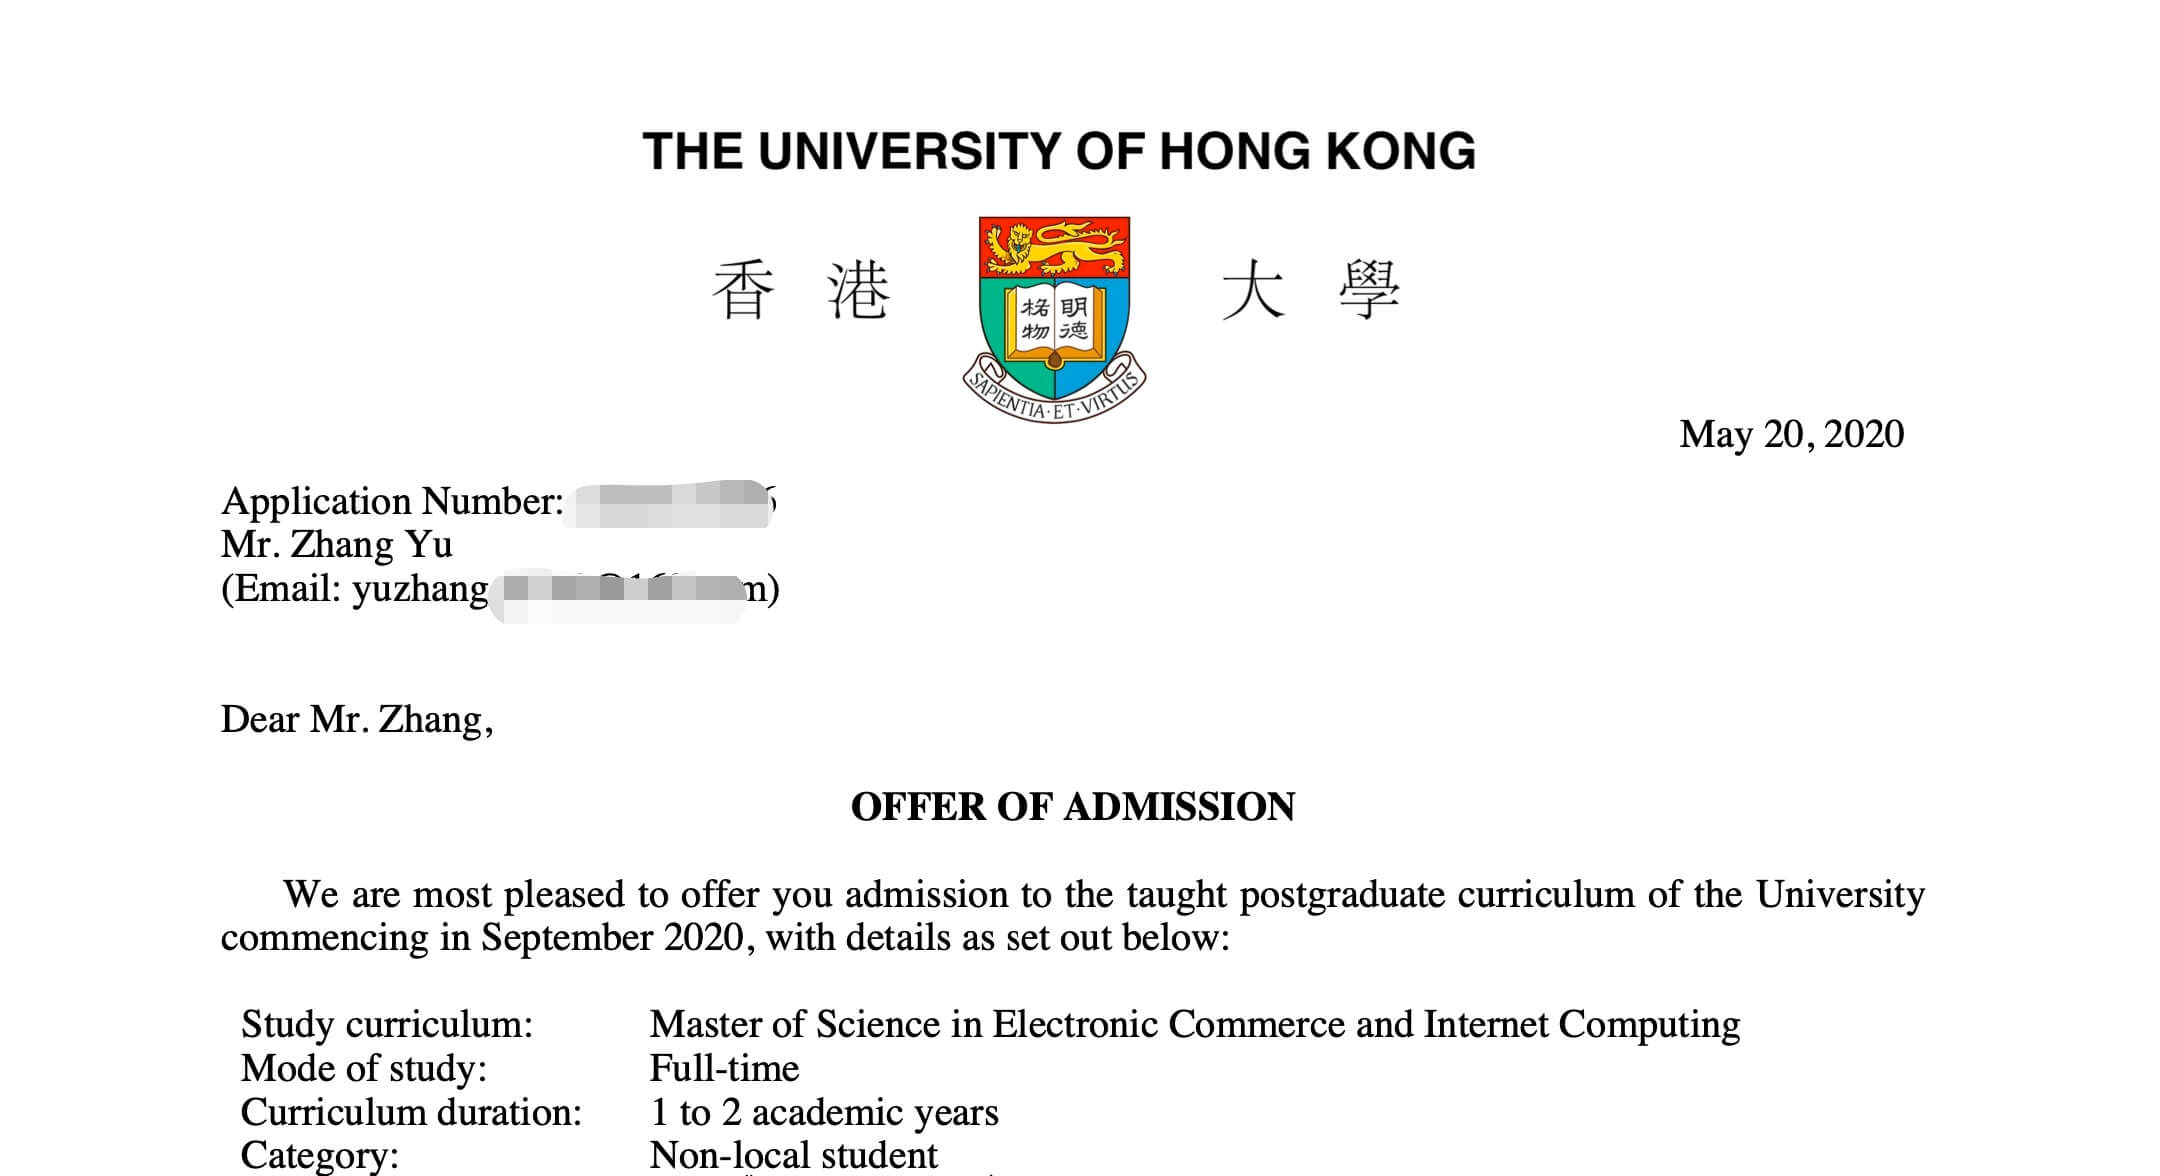 THE UNIVERSITY OF HONG KONG
香 港 大 學
格物 明德
SAPIENTIA·ET·VIRTUS
May 20, 2020
Application Number:
Mr. Zhang Yu
(Email: yuzhang
Dear Mr. Zhang,
OFFER OF ADMISSION
We are most pleased to offer you admission to the taught postgraduate curriculum of the University
commencing in September 2020, with details as set out below:
Study curriculum: Master of Science in Electronic Commerce and Internet Computing
Mode of study: Full-time
Curriculum duration: 1 to 2 academic years
Category: Non-local student